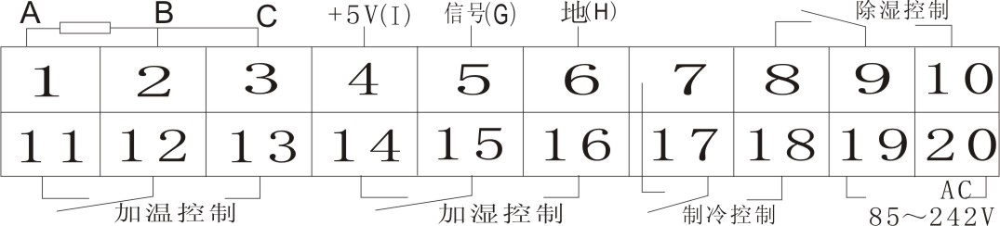 A B C +5V(I) 信号(G) 地(H) 除湿控制
1 2 3 4 5 6 7 8 9 10
11 12 13 14 15 16 17 18 19 20
加温控制 加湿控制 制冷控制 AC
85～242V